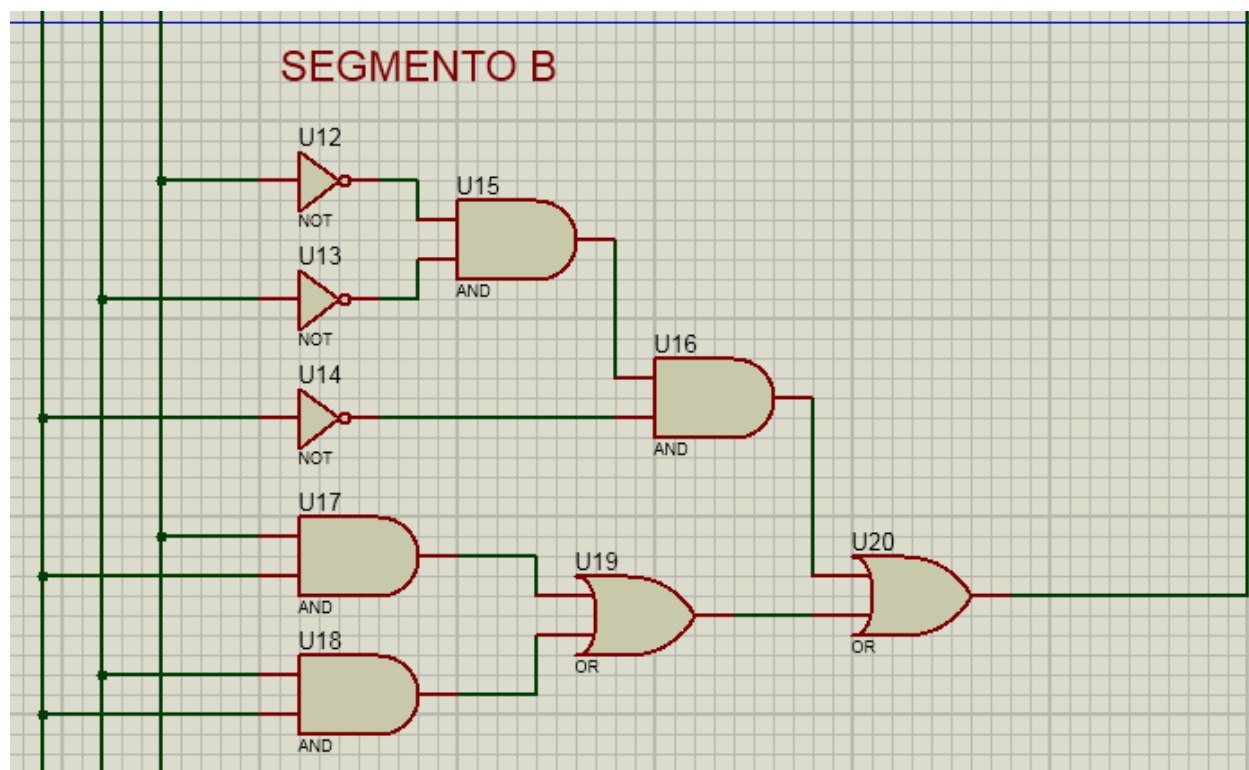 SEGMENTO B
U12
NOT
U15
AND
U13
NOT
U14
NOT
U16
AND
U17
AND
U18
AND
U19
OR
U20
OR